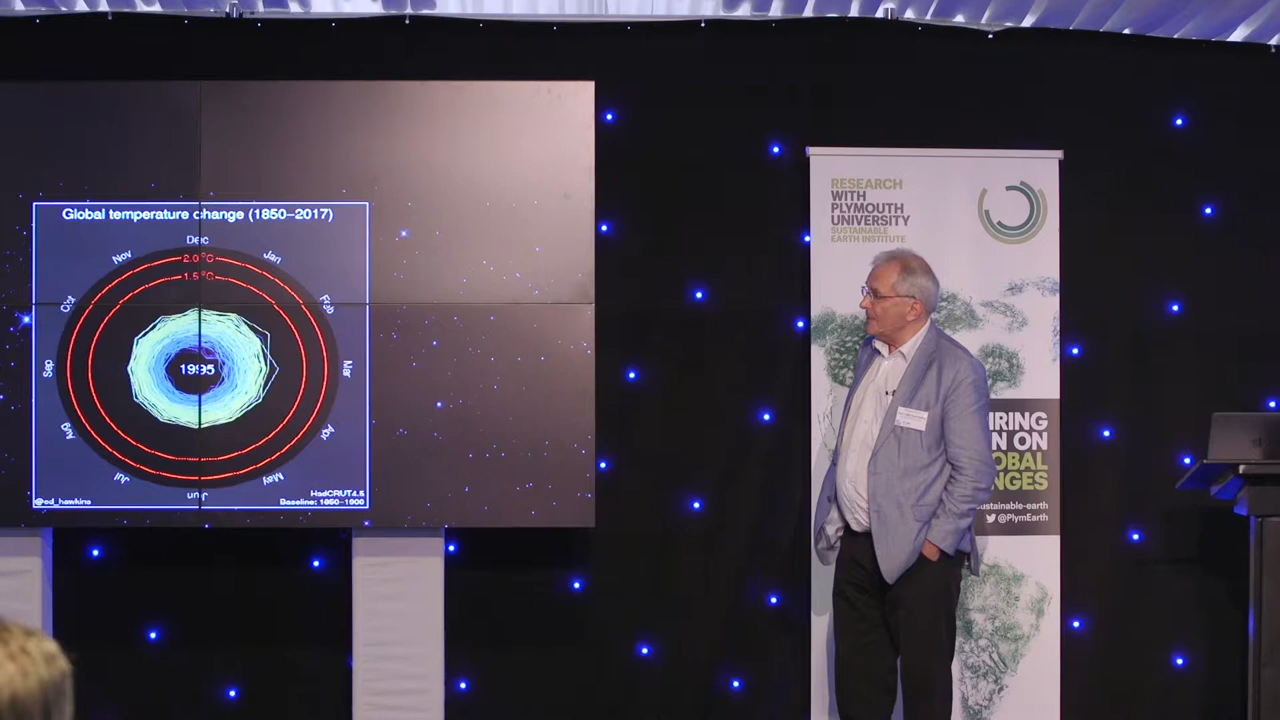 Global temperature change (1850–2017)
Dec
Nov
Jan
2.0 °C
1.5 °C
Oct
Feb
Sep
1995
Mar
Aug
Apr
Jul
May
Jun
@ed_hawkins
HadCRUT4.5
Baseline: 1850-1900
RESEARCH
WITH
PLYMOUTH
UNIVERSITY
SUSTAINABLE
EARTH INSTITUTE
IRING
N ON
OBAL
NGES
sustainable-earth
@PlymEarth